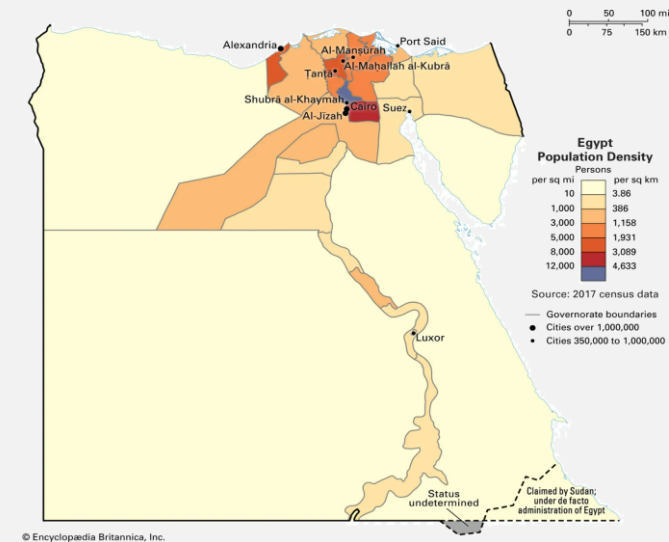 0 50 100 mi
0 75 150 km
Alexandria
Port Said
Al-Manṣūrah
Al-Maḥallah al-Kubrā
Ṭanṭā
Shubrā al-Khaymah
Cairo
Suez
Al-Jīzah
Luxor
Egypt
Population Density
Persons
per sq mi per sq km
10 3.86
1,000 386
3,000 1,158
5,000 1,931
8,000 3,089
12,000 4,633
Source: 2017 census data
Governorate boundaries
Cities over 1,000,000
Cities 350,000 to 1,000,000
Status
undetermined
Claimed by Sudan;
under de facto
administration of Egypt
© Encyclopædia Britannica, Inc.